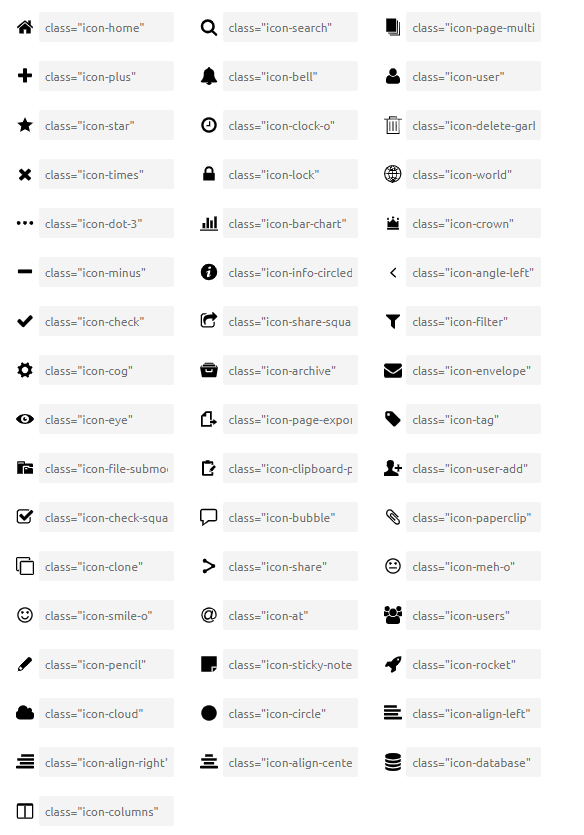 class="icon-home"
class="icon-search"
class="icon-page-multi
class="icon-plus"
class="icon-bell"
class="icon-user"
class="icon-star"
class="icon-clock-o"
class="icon-delete-garl
class="icon-times"
class="icon-lock"
class="icon-world"
class="icon-dot-3"
class="icon-bar-chart"
class="icon-crown"
class="icon-minus"
class="icon-info-circled
class="icon-angle-left"
class="icon-check"
class="icon-share-squa
class="icon-filter"
class="icon-cog"
class="icon-archive"
class="icon-envelope"
class="icon-eye"
class="icon-page-expor
class="icon-tag"
class="icon-file-submo
class="icon-clipboard-p
class="icon-user-add"
class="icon-check-squa
class="icon-bubble"
class="icon-paperclip"
class="icon-clone"
class="icon-share"
class="icon-meh-o"
class="icon-smile-o"
class="icon-at"
class="icon-users"
class="icon-pencil"
class="icon-sticky-note
class="icon-rocket"
class="icon-cloud"
class="icon-circle"
class="icon-align-left"
class="icon-align-right"
class="icon-align-cente
class="icon-database"
class="icon-columns"